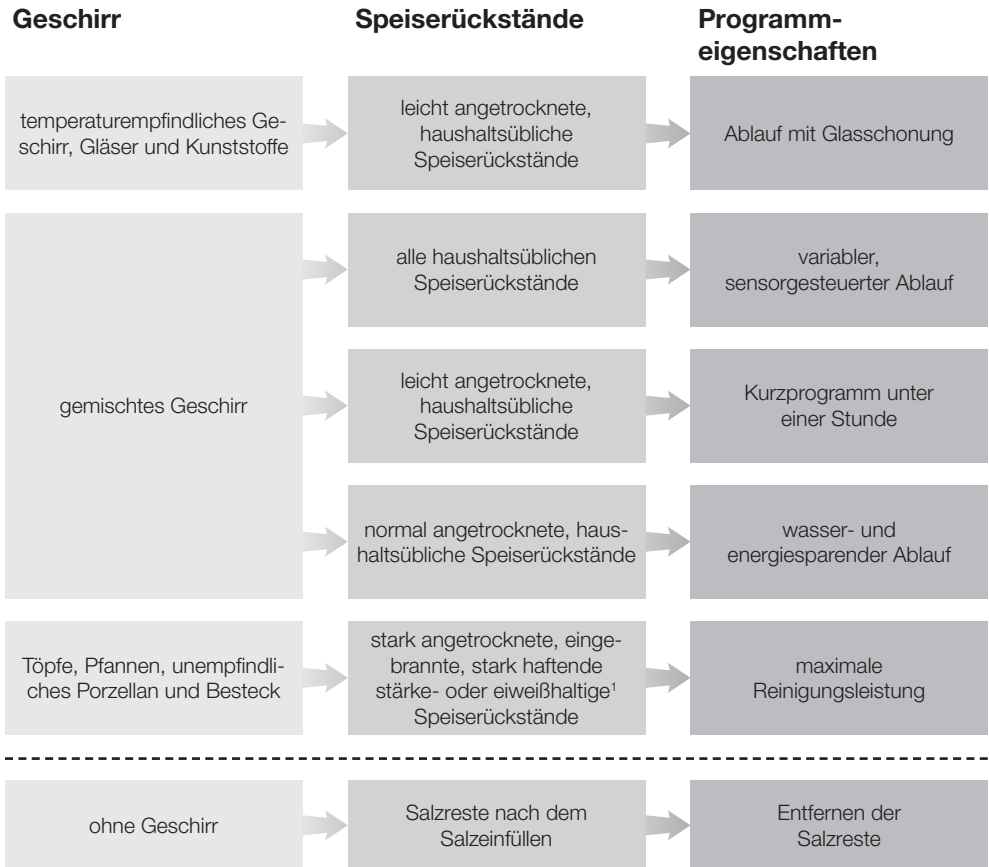 Geschirr
Speiserückstände
Programm-
eigenschaften
temperaturempfindliches Ge-
schirr, Gläser und Kunststoffe
leicht angetrocknete,
haushaltsübliche
Speiserückstände
Ablauf mit Glasschonung
gemischtes Geschirr
alle haushaltsüblichen
Speiserückstände
variabler,
sensorgesteuerter Ablauf
leicht angetrocknete,
haushaltsübliche
Speiserückstände
Kurzprogramm unter
einer Stunde
normal angetrocknete, haus-
haltsübliche Speiserückstände
wasser- und
energiesparender Ablauf
Töpfe, Pfannen, unempfindli-
ches Porzellan und Besteck
stark angetrocknete, einge-
brannte, stark haftende
stärke- oder eiweißhaltige¹
Speiserückstände
maximale
Reinigungsleistung
ohne Geschirr
Salzreste nach dem
Salzeinfüllen
Entfernen der
Salzreste